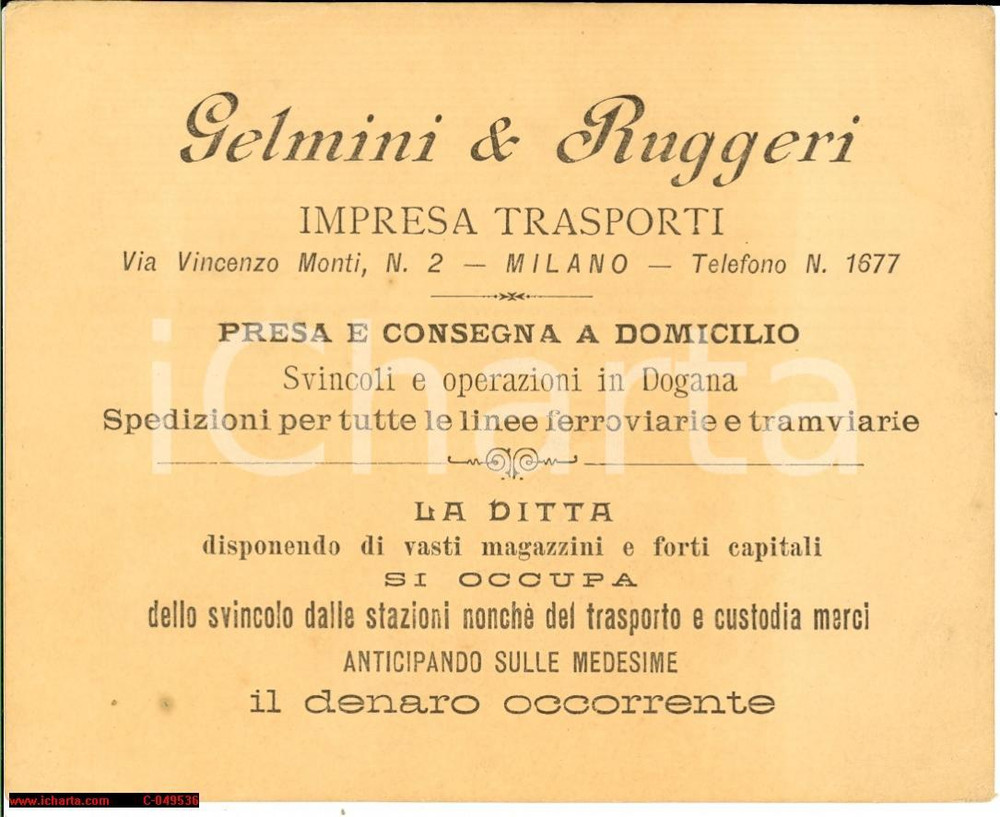 Gelmini & Ruggeri
IMPRESA TRASPORTI
Via Vincenzo Monti, N. 2 — MILANO — Telefono N. 1677
PRESA E CONSEGNA A DOMICILIO
Svincoli e operazioni in Dogana
Spedizioni per tutte le linee ferroviarie e tramviarie
LA DITTA
disponendo di vasti magazzini e forti capitali
SI OCCUPA
dello svincolo dalle stazioni nonchè del trasporto e custodia merci
ANTICIPANDO SULLE MEDESIME
il denaro occorrente
iCharta
www.icharta.com C-049536